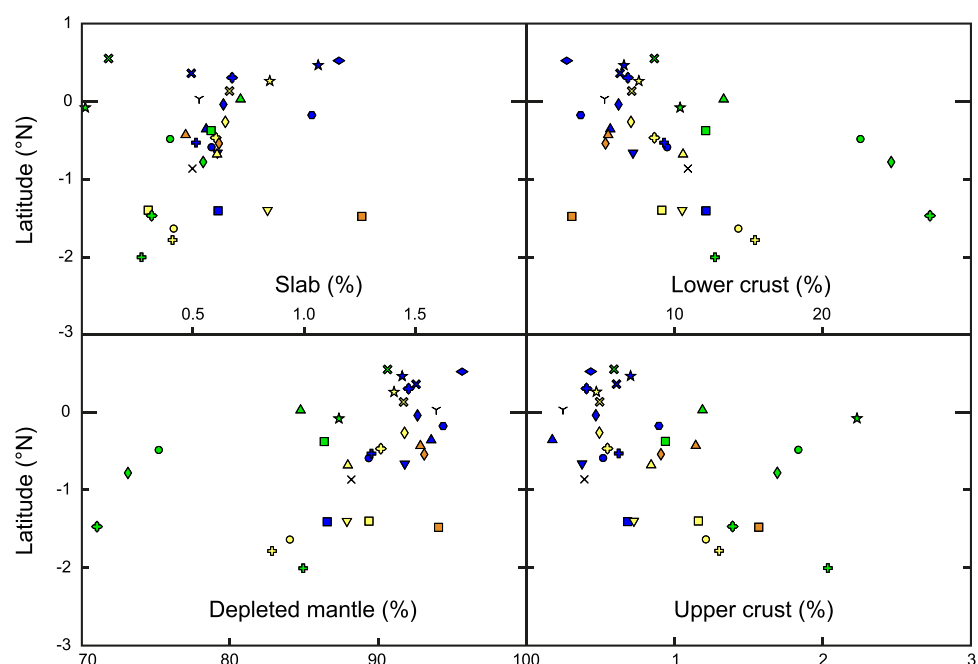 1
0
-1
-2
-3
Latitude (°N)
Slab (%)
Lower crust (%)
0.5 1.0 1.5 10 20
0
-1
-2
-3
Latitude (°N)
Depleted mantle (%)
Upper crust (%)
70 80 90 100 1 2 3